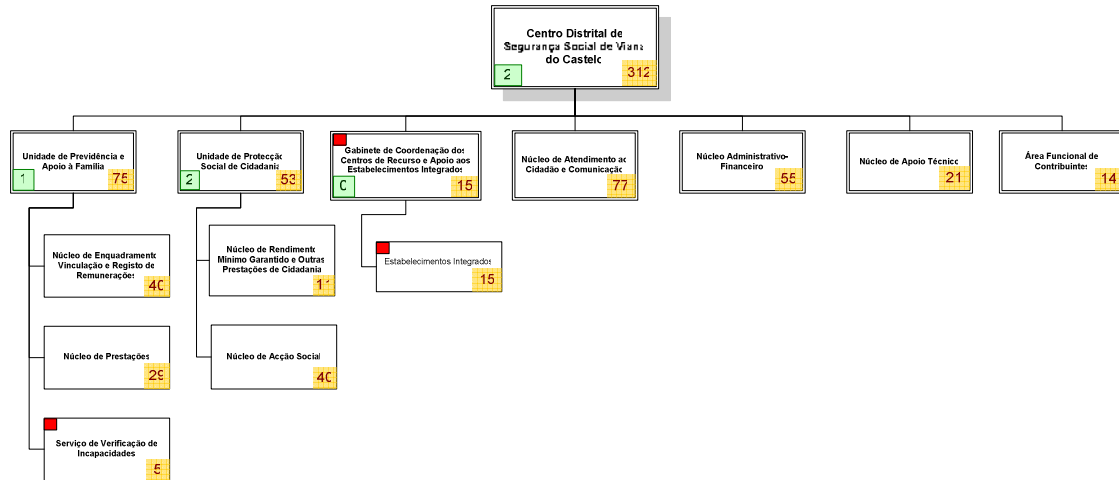 Centro Distrital de
Segurança Social de Viana
do Castelo
2
312
Unidade de Previdência e
Apoio à Família
1
75
Unidade de Protecção
Social de Cidadania
2
53
Gabinete de Coordenação dos
Centros de Recurso e Apoio aos
Estabelecimentos Integrados
0
15
Núcleo de Atendimento ao
Cidadão e Comunicação
77
Núcleo Administrativo-
Financeiro
55
Núcleo de Apoio Técnico
21
Área Funcional de
Contribuintes
14
Núcleo de Enquadramento
Vinculação e Registo de
Remunerações
40
Núcleo de Rendimento
Mínimo Garantido e Outras
Prestações de Cidadania
11
Estabelecimentos Integrados
15
Núcleo de Prestações
29
Núcleo de Acção Social
40
Serviço de Verificação de
Incapacidades
5